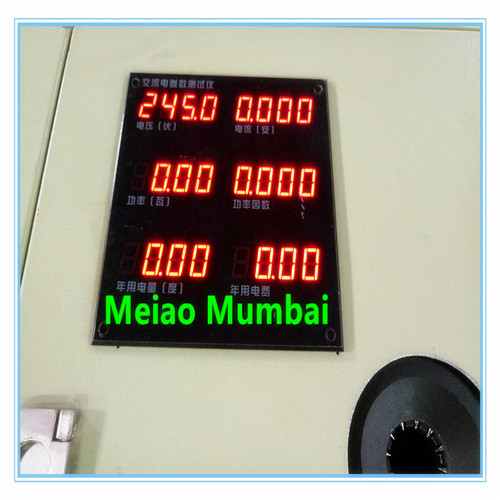 交流电参数测试仪
245.0 0.000
电压（伏） 电流（安）
0.00 0.000
功率（瓦） 功率因数
0.00 0.00
年用电量（度） 年用电费
Meiao Mumbai